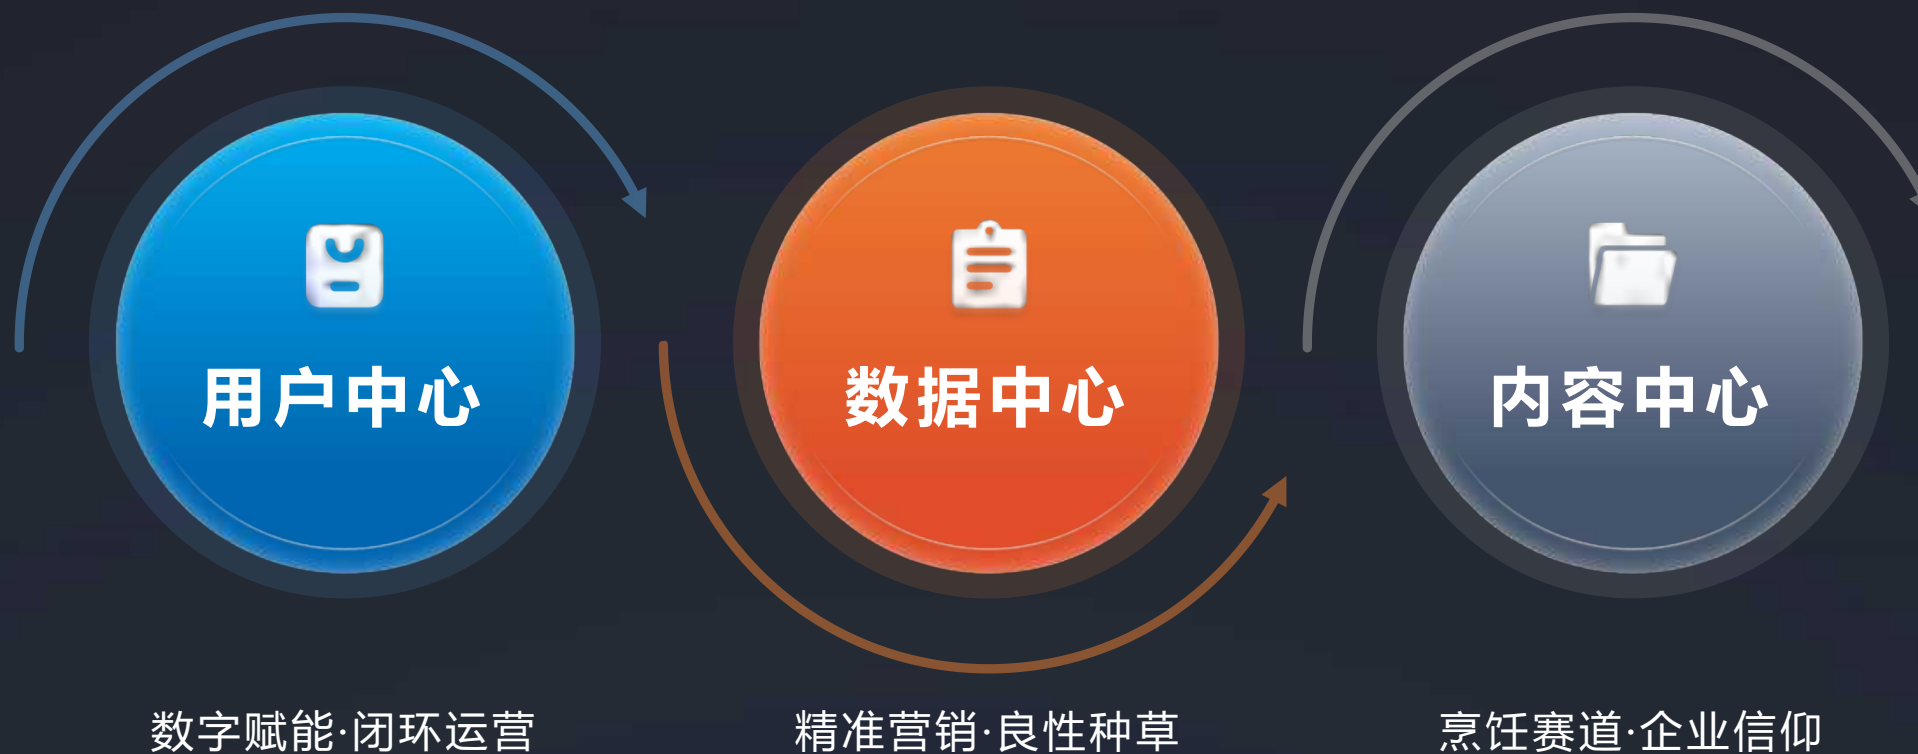 用户中心
数据中心
内容中心
数字赋能·闭环运营
精准营销·良性种草
烹饪赛道·企业信仰